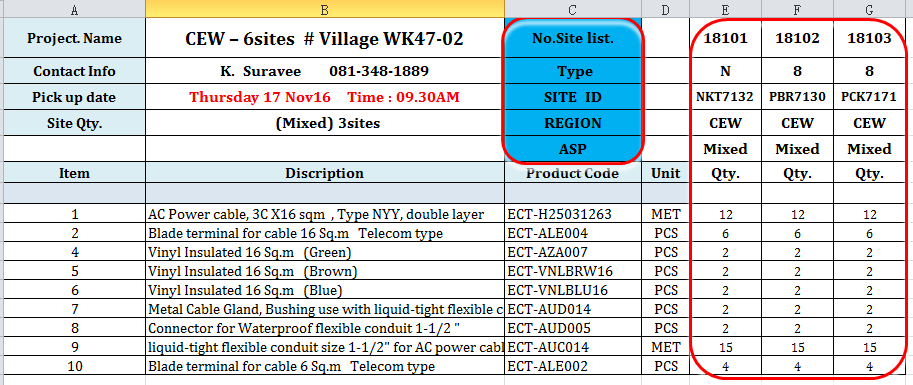 A B C D E F G
Project. Name CEW – 6sites # Village WK47-02 No.Site list. 18101 18102 18103
Contact Info K. Suravee 081-348-1889 Type N 8 8
Pick up date Thursday 17 Nov16 Time : 09.30AM SITE ID NKT7132 PBR7130 PCK7171
Site Qty. (Mixed) 3sites REGION CEW CEW CEW
ASP Mixed Mixed Mixed
Item Discription Product Code Unit Qty. Qty. Qty.
1 AC Power cable, 3C X16 sqm , Type NYY, double layer ECT-H25031263 MET 12 12 12
2 Blade terminal for cable 16 Sq.m Telecom type ECT-ALE004 PCS 6 6 6
4 Vinyl Insulated 16 Sq.m (Green) ECT-AZA007 PCS 2 2 2
5 Vinyl Insulated 16 Sq.m (Brown) ECT-VNLBRW16 PCS 2 2 2
6 Vinyl Insulated 16 Sq.m (Blue) ECT-VNLBLU16 PCS 2 2 2
7 Metal Cable Gland, Bushing use with liquid-tight flexible c ECT-AUD014 PCS 2 2 2
8 Connector for Waterproof flexible conduit 1-1/2 " ECT-AUD005 PCS 2 2 2
9 liquid-tight flexible conduit size 1-1/2" for AC power cabl ECT-AUC014 MET 15 15 15
10 Blade terminal for cable 6 Sq.m Telecom type ECT-ALE002 PCS 4 4 4